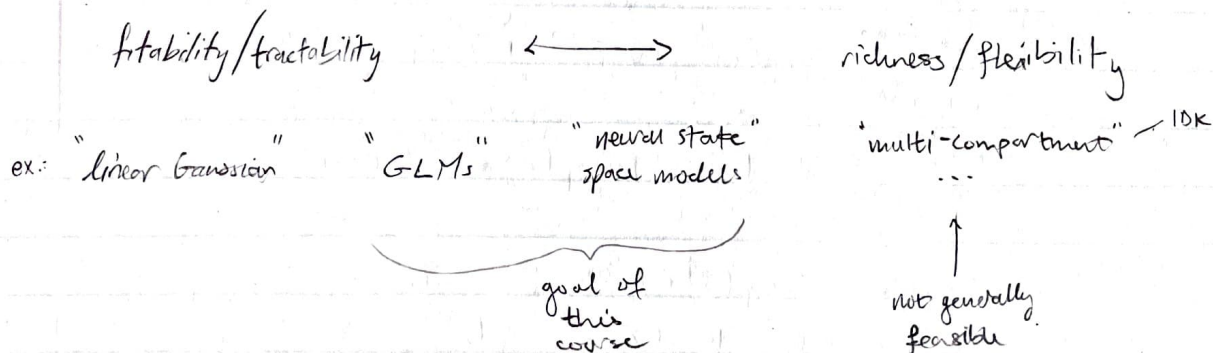 fitability/tractability ⟷ richness/flexibility
ex.: "linear Gaussian" "GLMs" "neural state space models" "multi-compartment" IDK
...
goal of this course
not generally feasible